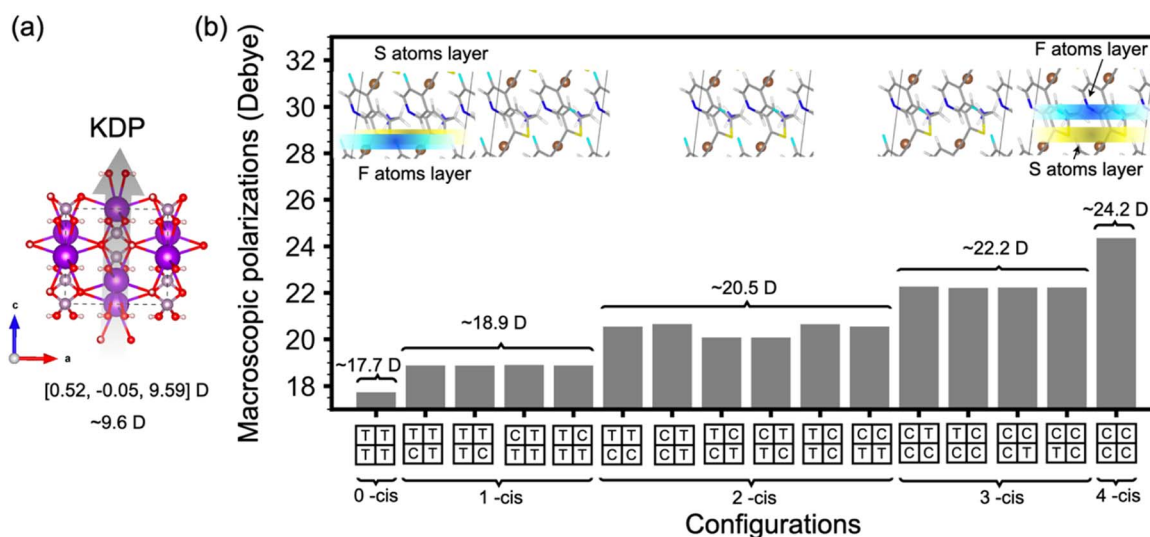 (a)
KDP
c
a
[0.52, -0.05, 9.59] D
~9.6 D
(b)
Macroscopic polarizations (Debye)
32
30
28
26
24
22
20
18
S atoms layer
F atoms layer
F atoms layer
S atoms layer
~17.7 D
~18.9 D
~20.5 D
~22.2 D
~24.2 D
T T T T T T C T T C T T C T T C C T T C C C C T T C C C C C C C
T T C T T C T T T T C C C T C T T C T C T T C C C C C T T C C C
0 -cis 1 -cis 2 -cis 3 -cis 4 -cis
Configurations